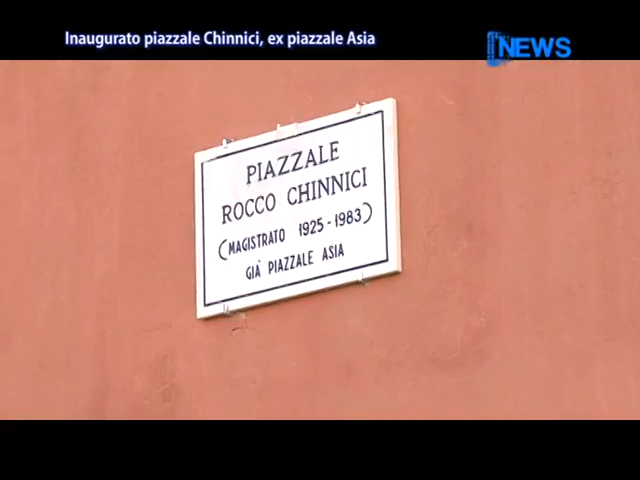 Inaugurato piazzale Chinnici, ex piazzale Asia
NEWS
PIAZZALE
ROCCO CHINNICI
(MAGISTRATO 1925-1983)
GIÀ PIAZZALE ASIA